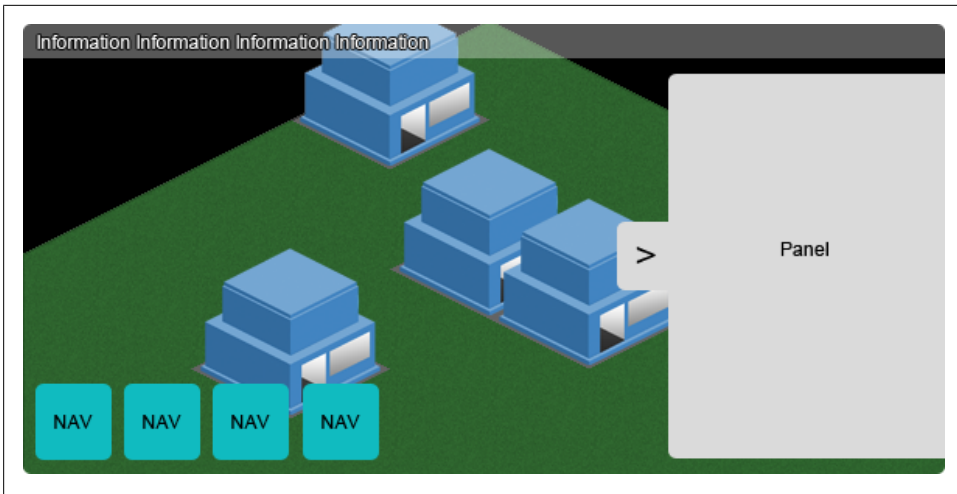 Information Information Information Information
>
Panel
NAV NAV NAV NAV